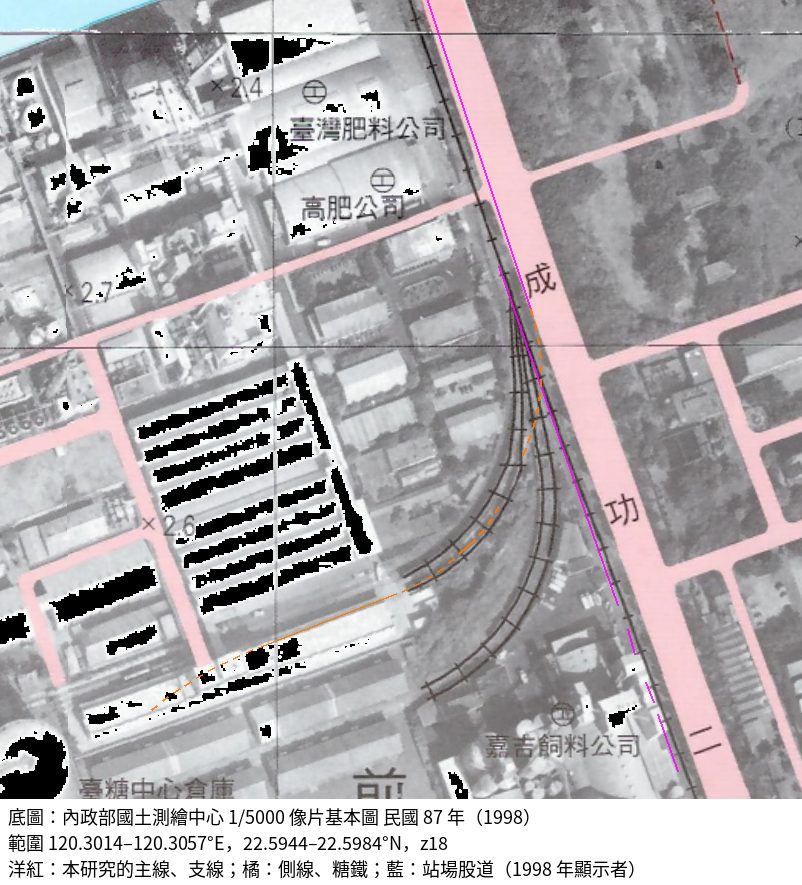 ×2.4
㊤
臺灣肥料公司
㊤
高肥公司
成
×2.7
功
×2.6
嘉吉飼料公司
二
臺糖中心倉庫
前
底圖：內政部國土測繪中心 1/5000 像片基本圖 民國 87 年（1998）
範圍 120.3014–120.3057°E，22.5944–22.5984°N，z18
洋紅：本研究的主線、支線；橘：側線、糖鐵；藍：站場股道（1998 年顯示者）